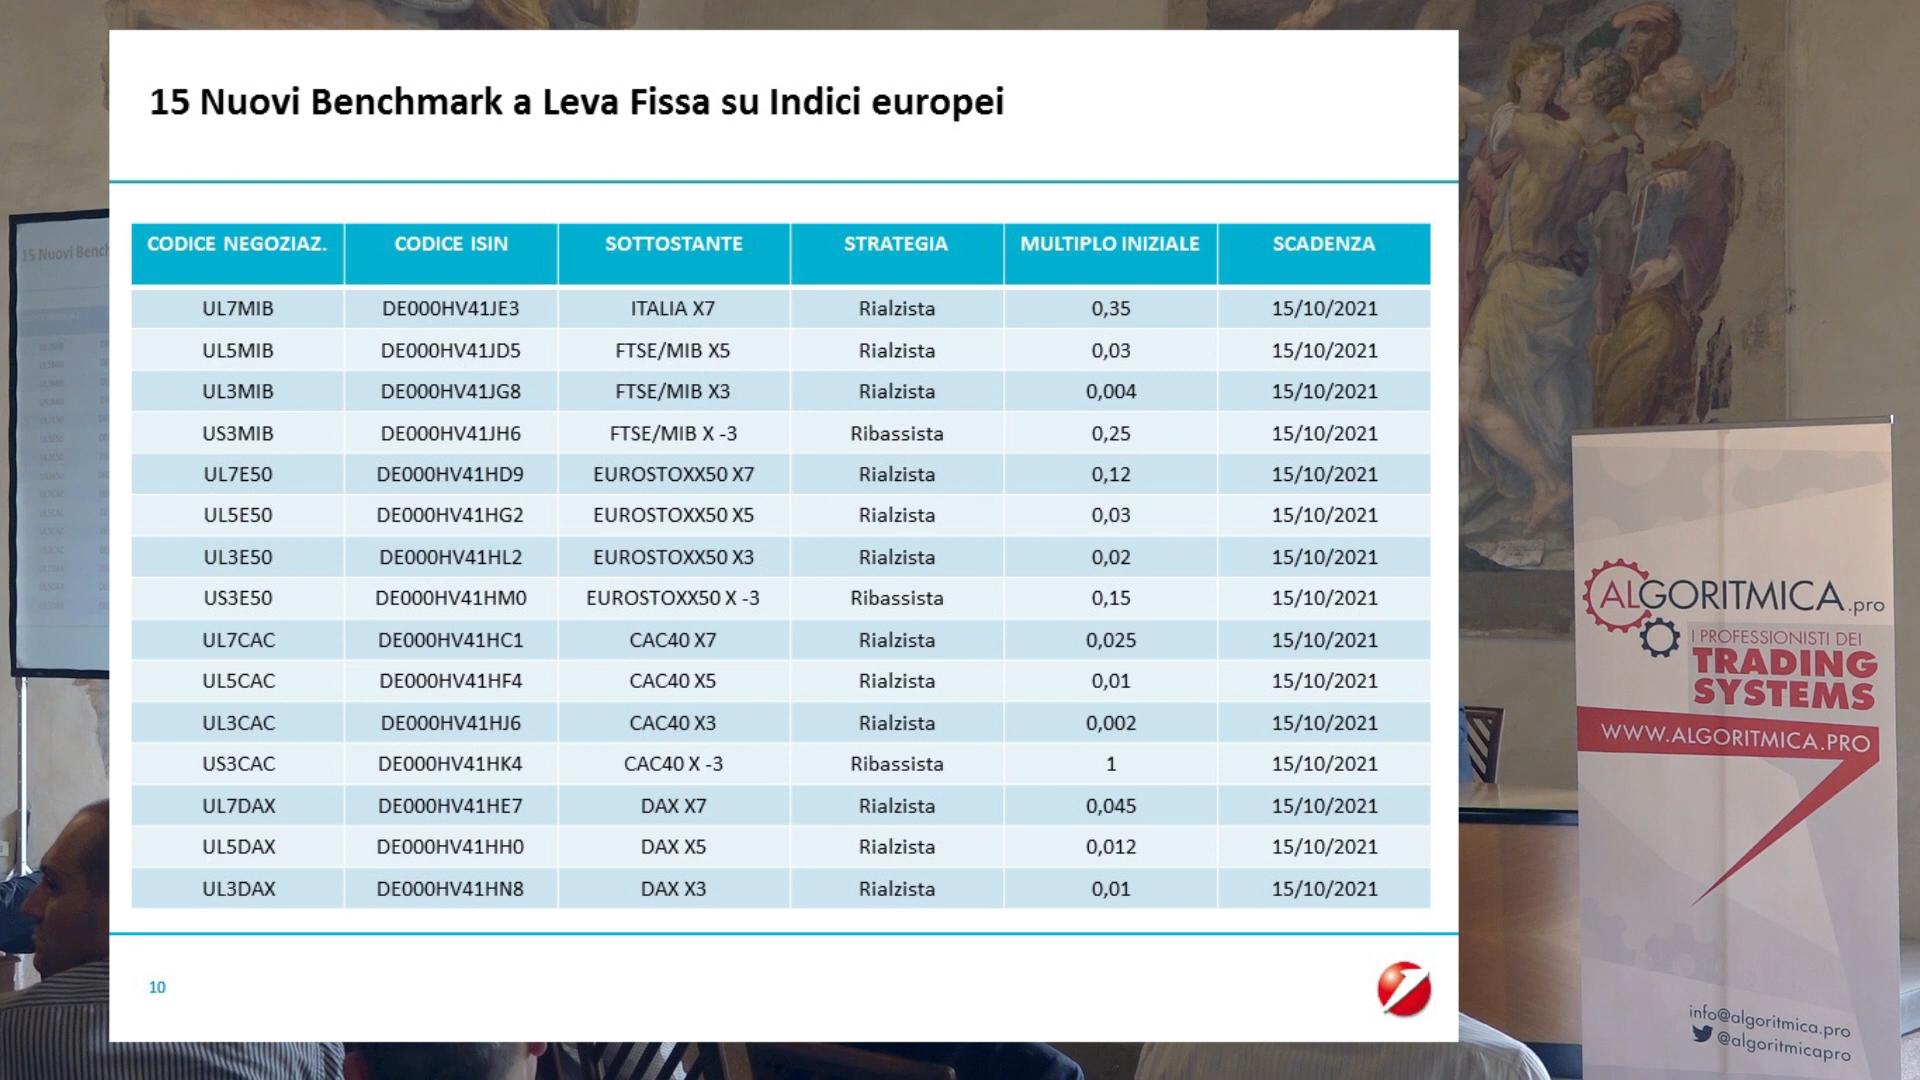 15 Nuovi Benchmark a Leva Fissa su Indici europei
CODICE NEGOZIAZ. CODICE ISIN SOTTOSTANTE STRATEGIA MULTIPLO INIZIALE SCADENZA
UL7MIB DE000HV41JE3 ITALIA X7 Rialzista 0,35 15/10/2021
UL5MIB DE000HV41JD5 FTSE/MIB X5 Rialzista 0,03 15/10/2021
UL3MIB DE000HV41JG8 FTSE/MIB X3 Rialzista 0,004 15/10/2021
US3MIB DE000HV41JH6 FTSE/MIB X -3 Ribassista 0,25 15/10/2021
UL7E50 DE000HV41HD9 EUROSTOXX50 X7 Rialzista 0,12 15/10/2021
UL5E50 DE000HV41HG2 EUROSTOXX50 X5 Rialzista 0,03 15/10/2021
UL3E50 DE000HV41HL2 EUROSTOXX50 X3 Rialzista 0,02 15/10/2021
US3E50 DE000HV41HM0 EUROSTOXX50 X -3 Ribassista 0,15 15/10/2021
UL7CAC DE000HV41HC1 CAC40 X7 Rialzista 0,025 15/10/2021
UL5CAC DE000HV41HF4 CAC40 X5 Rialzista 0,01 15/10/2021
UL3CAC DE000HV41HJ6 CAC40 X3 Rialzista 0,002 15/10/2021
US3CAC DE000HV41HK4 CAC40 X -3 Ribassista 1 15/10/2021
UL7DAX DE000HV41HE7 DAX X7 Rialzista 0,045 15/10/2021
UL5DAX DE000HV41HH0 DAX X5 Rialzista 0,012 15/10/2021
UL3DAX DE000HV41HN8 DAX X3 Rialzista 0,01 15/10/2021
10
15 Nuovi Bench
ALGORITMICA.pro
I PROFESSIONISTI DEI
TRADING
SYSTEMS
WWW.ALGORITMICA.PRO
info@algoritmica.pro
@algoritmicapro